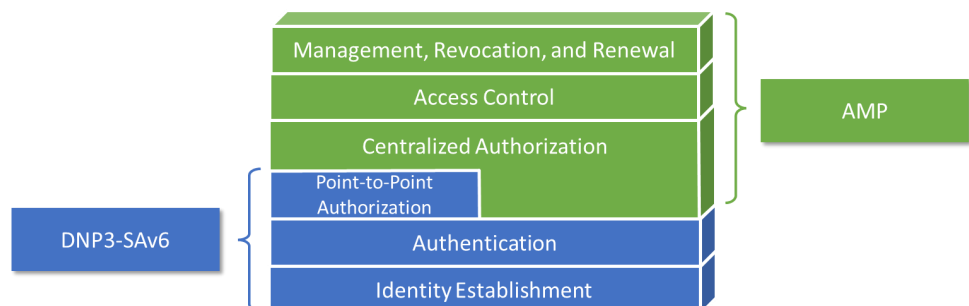 Management, Revocation, and Renewal
Access Control
AMP
Centralized Authorization
Point-to-Point
Authorization
DNP3-SAv6
Authentication
Identity Establishment